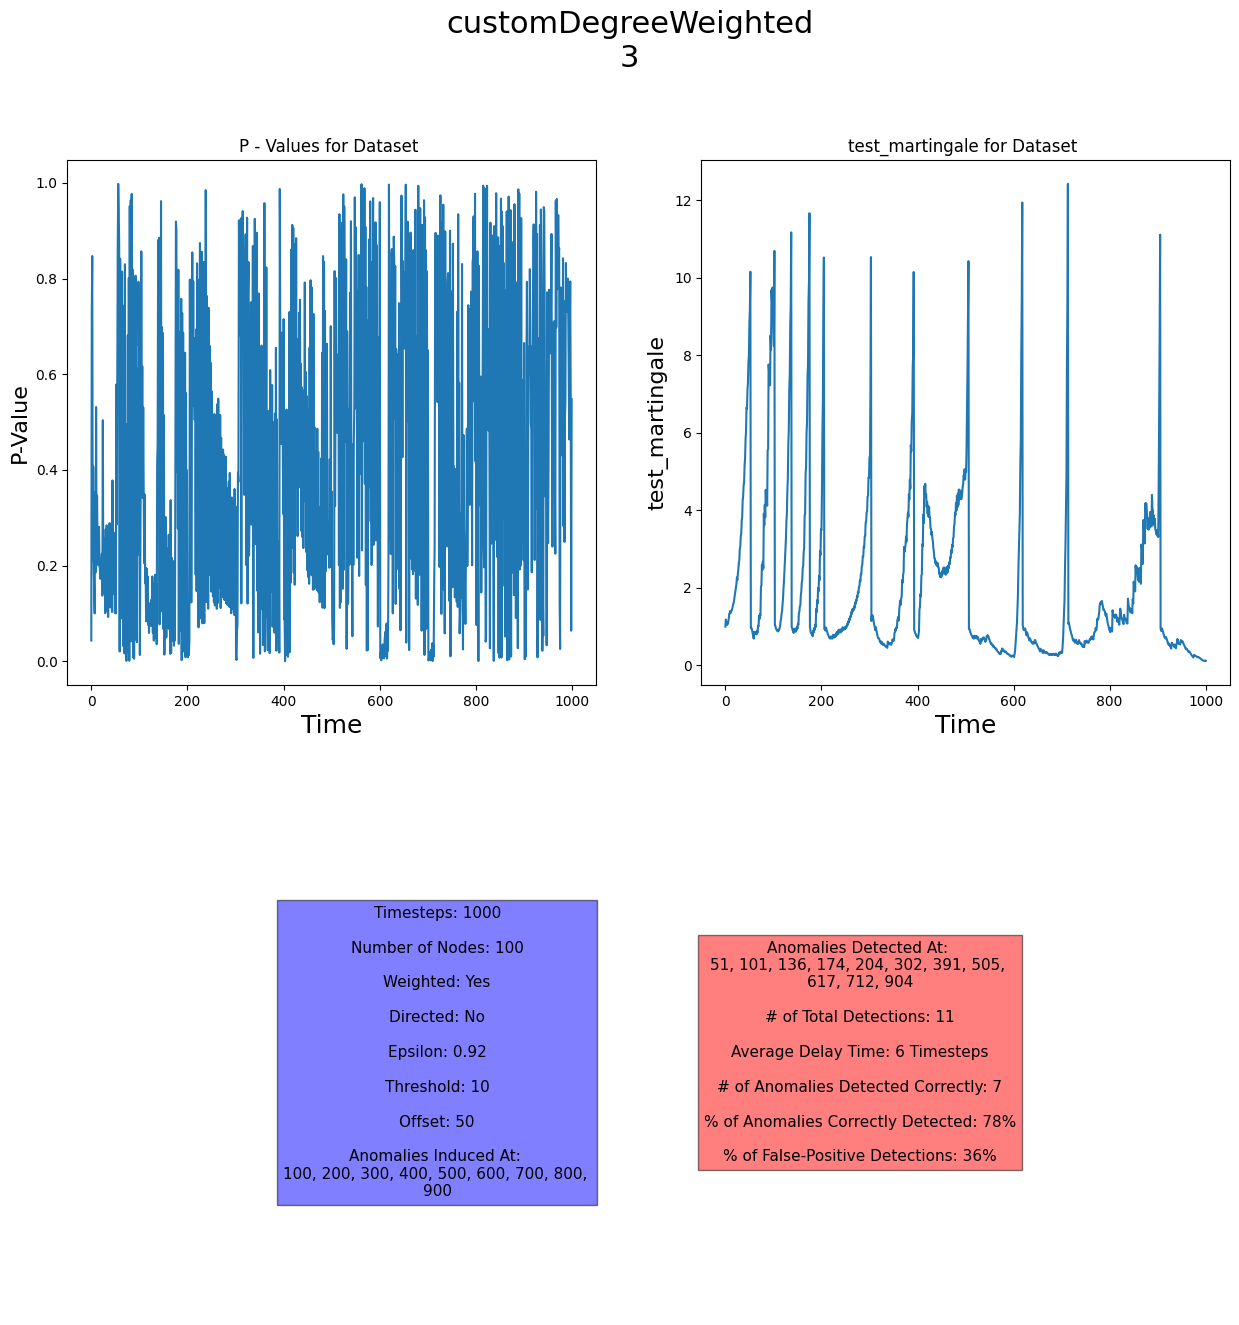 customDegreeWeighted
3
P - Values for Dataset
1.0
0.8
0.6
0.4
0.2
0.0
P-Value
0 200 400 600 800 1000
Time
test_martingale for Dataset
12
10
8
6
4
2
0
test_martingale
0 200 400 600 800 1000
Time
Timesteps: 1000
Number of Nodes: 100
Weighted: Yes
Directed: No
Epsilon: 0.92
Threshold: 10
Offset: 50
Anomalies Induced At:
100, 200, 300, 400, 500, 600, 700, 800,
900
Anomalies Detected At:
51, 101, 136, 174, 204, 302, 391, 505,
617, 712, 904
# of Total Detections: 11
Average Delay Time: 6 Timesteps
# of Anomalies Detected Correctly: 7
% of Anomalies Correctly Detected: 78%
% of False-Positive Detections: 36%